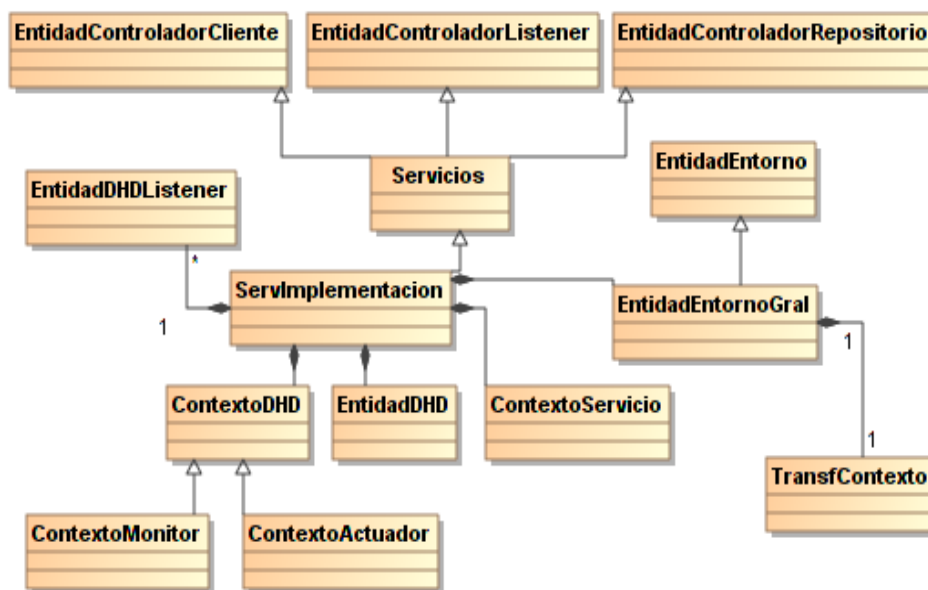 EntidadControladorCliente
EntidadControladorListener
EntidadControladorRepositorio
Servicios
EntidadEntorno
EntidadDHDListener
*
1
ServImplementacion
EntidadEntornoGral
1
ContextoDHD
EntidadDHD
ContextoServicio
1
TransfContexto
ContextoMonitor
ContextoActuador